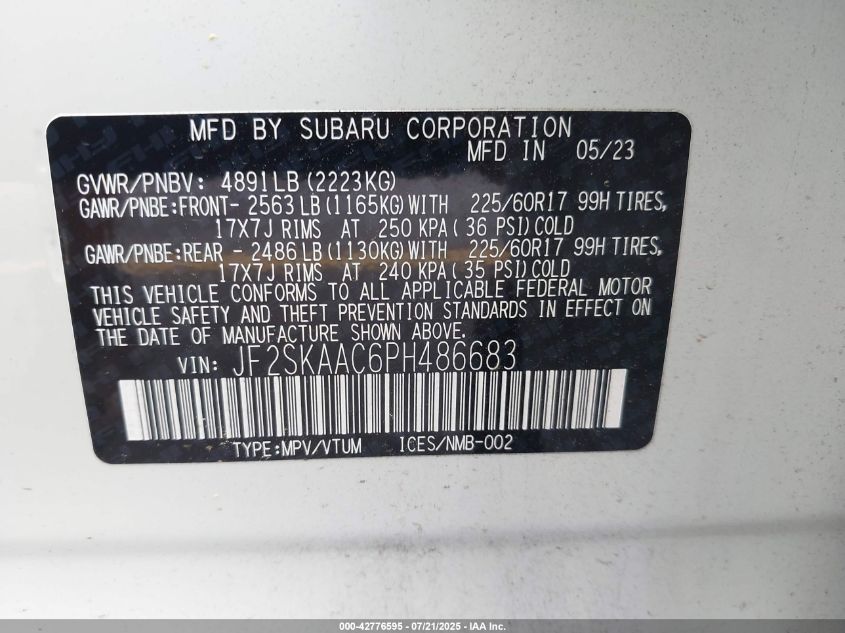 MFD BY SUBARU CORPORATION
MFD IN 05/23
GVWR/PNBV: 4891LB (2223KG)
GAWR/PNBE:FRONT- 2563LB (1165KG)WITH 225/60R17 99H TIRES,
17X7J RIMS AT 250 KPA( 36 PSI)COLD
GAWR/PNBE:REAR - 2486LB (1130KG)WITH 225/60R17 99H TIRES,
17X7J RIMS AT 240 KPA( 35 PSI)COLD
THIS VEHICLE CONFORMS TO ALL APPLICABLE FEDERAL MOTOR
VEHICLE SAFETY AND THEFT PREVENTION STANDARDS IN EFFECT ON
THE DATE OF MANUFACTURE SHOWN ABOVE.
VIN: JF2SKAAC6PH486683
TYPE:MPV/VTUM ICES/NMB-002
000-42776595 - 07/21/2025 - IAA Inc.